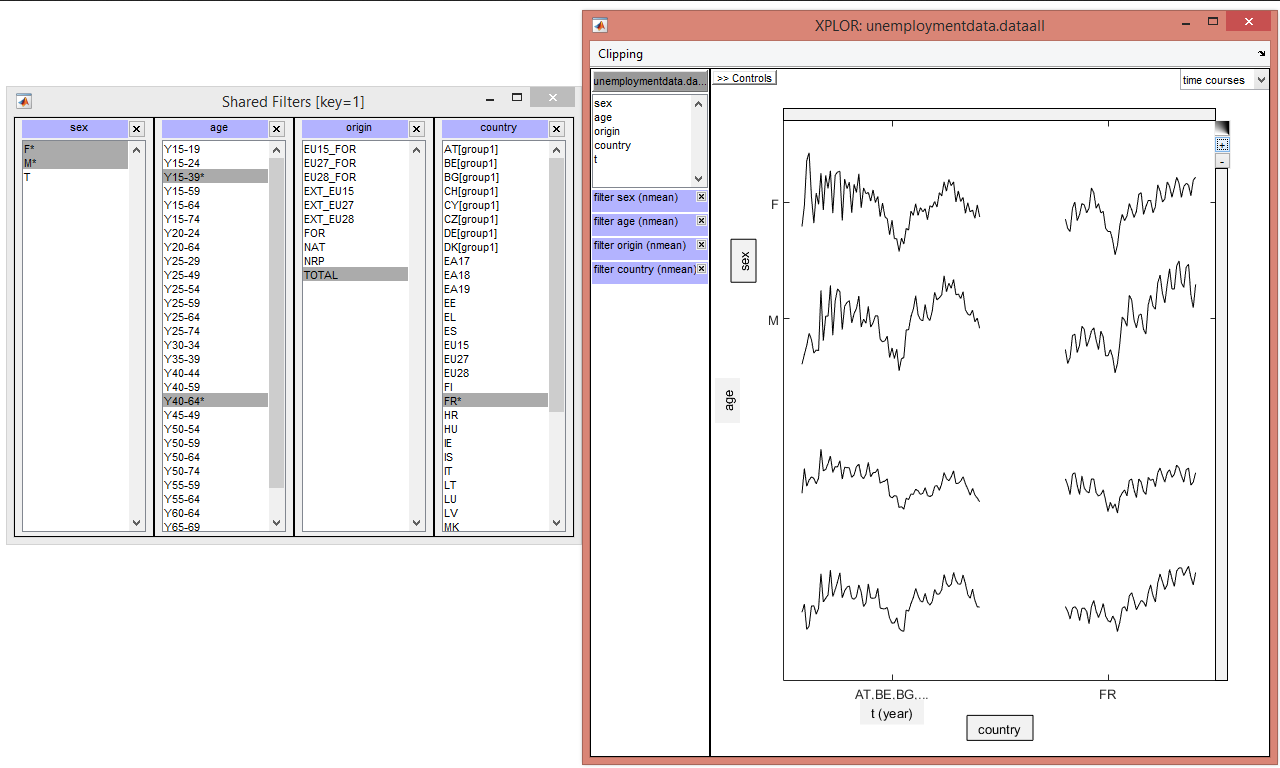 Shared Filters [key=1]
sex
F*
M*
T
age
Y15-19
Y15-24
Y15-39*
Y15-59
Y15-64
Y15-74
Y20-24
Y20-64
Y25-29
Y25-49
Y25-54
Y25-59
Y25-64
Y25-74
Y30-34
Y35-39
Y40-44
Y40-59
Y40-64*
Y45-49
Y50-54
Y50-59
Y50-64
Y50-74
Y55-59
Y55-64
Y60-64
Y65-69
origin
EU15_FOR
EU27_FOR
EU28_FOR
EXT_EU15
EXT_EU27
EXT_EU28
FOR
NAT
NRP
TOTAL
country
AT[group1]
BE[group1]
BG[group1]
CH[group1]
CY[group1]
CZ[group1]
DE[group1]
DK[group1]
EA17
EA18
EA19
EE
EL
ES
EU15
EU27
EU28
FI
FR*
HR
HU
IE
IS
IT
LT
LU
LV
MK
XPLOR: unemploymentdata.dataall
Clipping
unemploymentdata.da...
sex
age
origin
country
t
filter sex (nmean)
filter age (nmean)
filter origin (nmean)
filter country (nmean)
>> Controls
time courses
+
-
F
sex
M
age
AT.BE.BG....
FR
t (year)
country